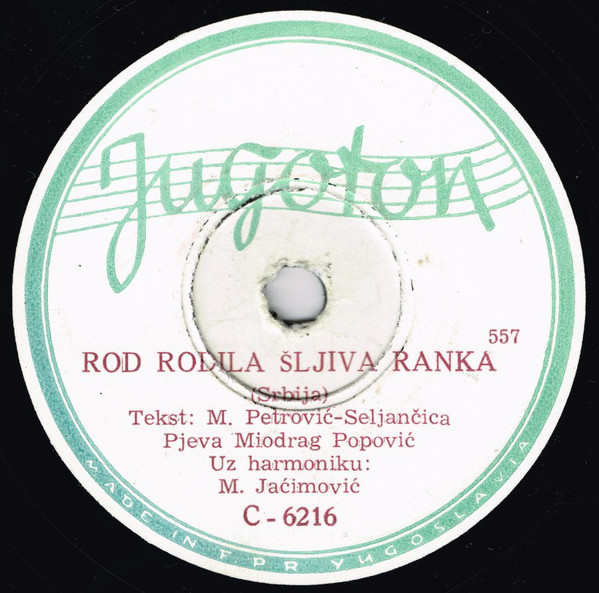 Jugoton
557
ROD RODILA ŠLJIVA RANKA
(Srbija)
Tekst: M. Petrović-Seljančica
Pjeva Miodrag Popović
Uz harmoniku:
M. Jaćimović
C - 6216
MADE IN F.P.R YUGOSLAVIA